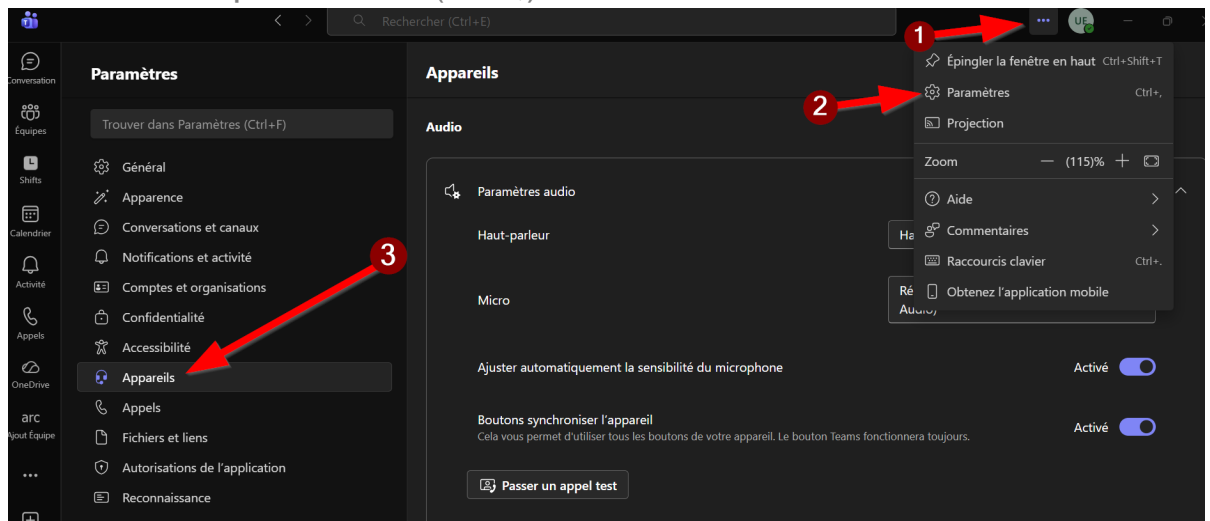 Rechercher (Ctrl+E)
1
UE
Conversation
Équipes
Shifts
Calendrier
Activité
Appels
OneDrive
arc
Ajout Équipe
Paramètres
Trouver dans Paramètres (Ctrl+F)
Général
Apparence
Conversations et canaux
Notifications et activité
Comptes et organisations
Confidentialité
Accessibilité
Appareils
Appels
Fichiers et liens
Autorisations de l'application
Reconnaissance
3
Appareils
Audio
Paramètres audio
Haut-parleur
Ha
Micro
Ré
Audio)
Ajuster automatiquement la sensibilité du microphone
Activé
Boutons synchroniser l'appareil
Cela vous permet d'utiliser tous les boutons de votre appareil. Le bouton Teams fonctionnera toujours.
Activé
Passer un appel test
2
Épingler la fenêtre en haut Ctrl+Shift+T
Paramètres Ctrl+,
Projection
Zoom — (115)% +
Aide
Commentaires
Raccourcis clavier Ctrl+.
Obtenez l'application mobile